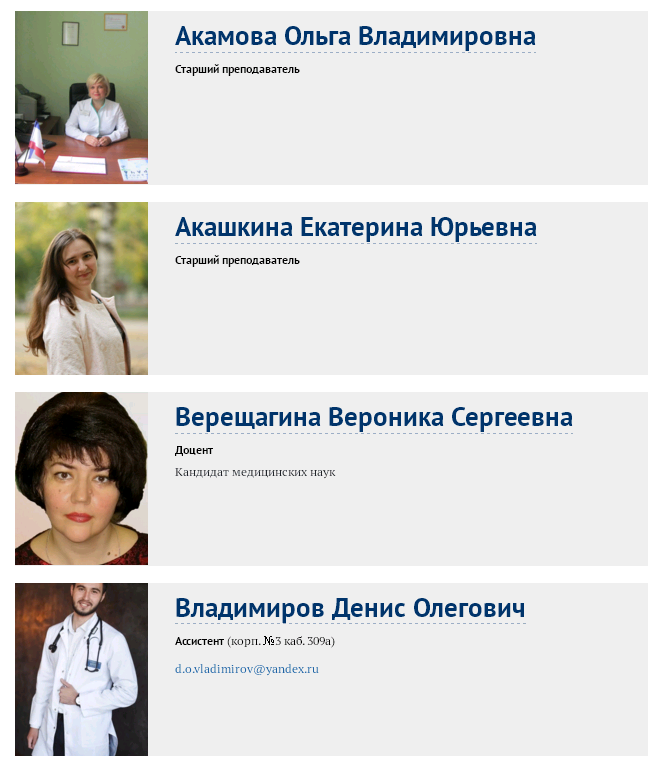 Акамова Ольга Владимировна
Старший преподаватель
Акашкина Екатерина Юрьевна
Старший преподаватель
Верещагина Вероника Сергеевна
Доцент
Кандидат медицинских наук
Владимиров Денис Олегович
Ассистент (корп. №3 каб. 309а)
d.o.vladimirov@yandex.ru